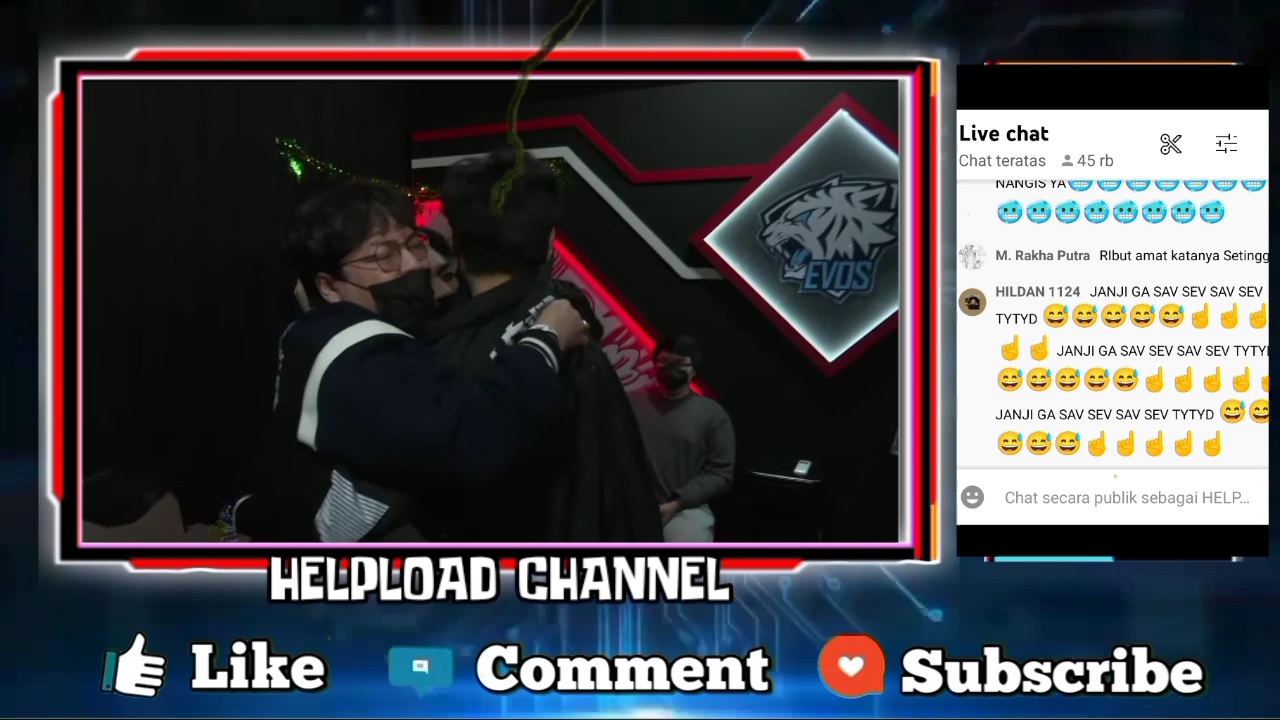 EVOS
Live chat
Chat teratas 45 rb
NANGIS YA
M. Rakha Putra RIbut amat katanya Setingg
HILDAN 1124 JANJI GA SAV SEV SAV SEV
TYTYD
JANJI GA SAV SEV SAV SEV TYTY
JANJI GA SAV SEV SAV SEV TYTYD
Chat secara publik sebagai HELP...
HELPLOAD CHANNEL
Like Comment Subscribe